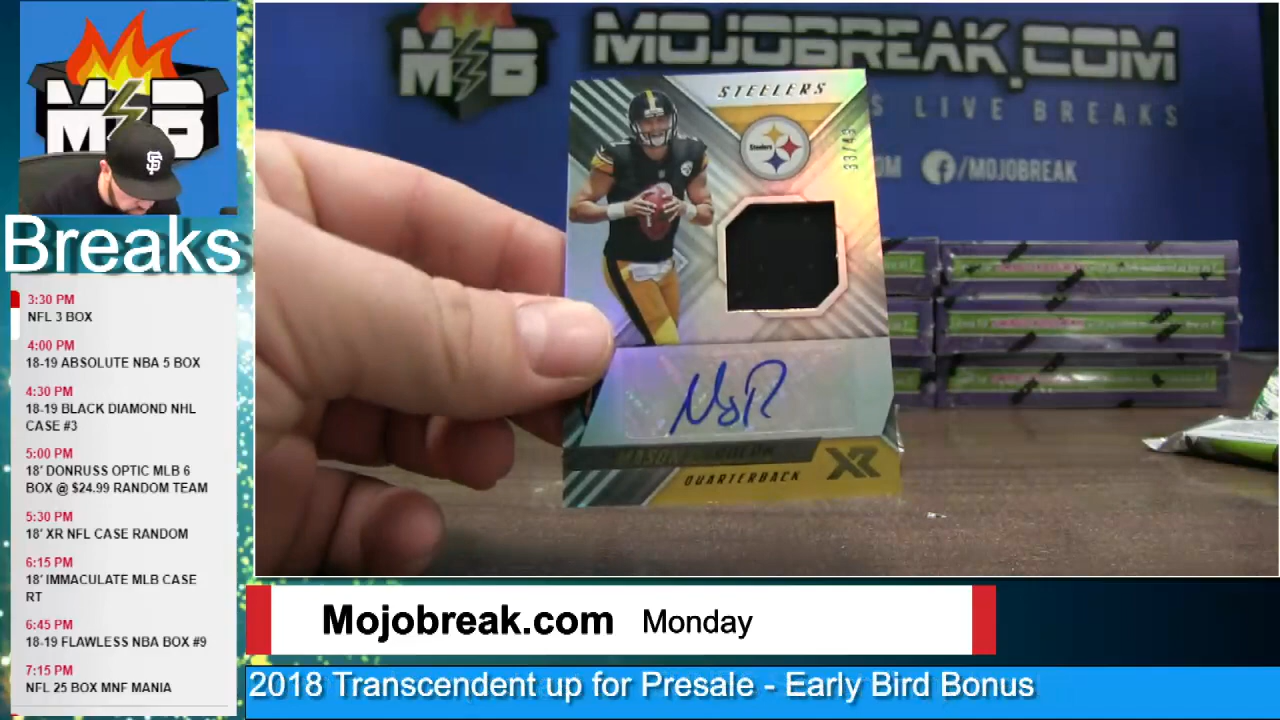 M B
Breaks
3:30 PM
NFL 3 BOX
4:00 PM
18-19 ABSOLUTE NBA 5 BOX
4:30 PM
18-19 BLACK DIAMOND NHL
CASE #3
5:00 PM
18' DONRUSS OPTIC MLB 6
BOX @ $24.99 RANDOM TEAM
5:30 PM
18' XR NFL CASE RANDOM
6:15 PM
18' IMMACULATE MLB CASE
RT
6:45 PM
18-19 FLAWLESS NBA BOX #9
7:15 PM
NFL 25 BOX MNF MANIA
M B
MOJOBREAK.COM
LIVE BREAKS
/MOJOBREAK
STEELERS
Steelers
33/49
MASON
QUARTERBACK
XR
Mojobreak.com Monday
2018 Transcendent up for Presale - Early Bird Bonus